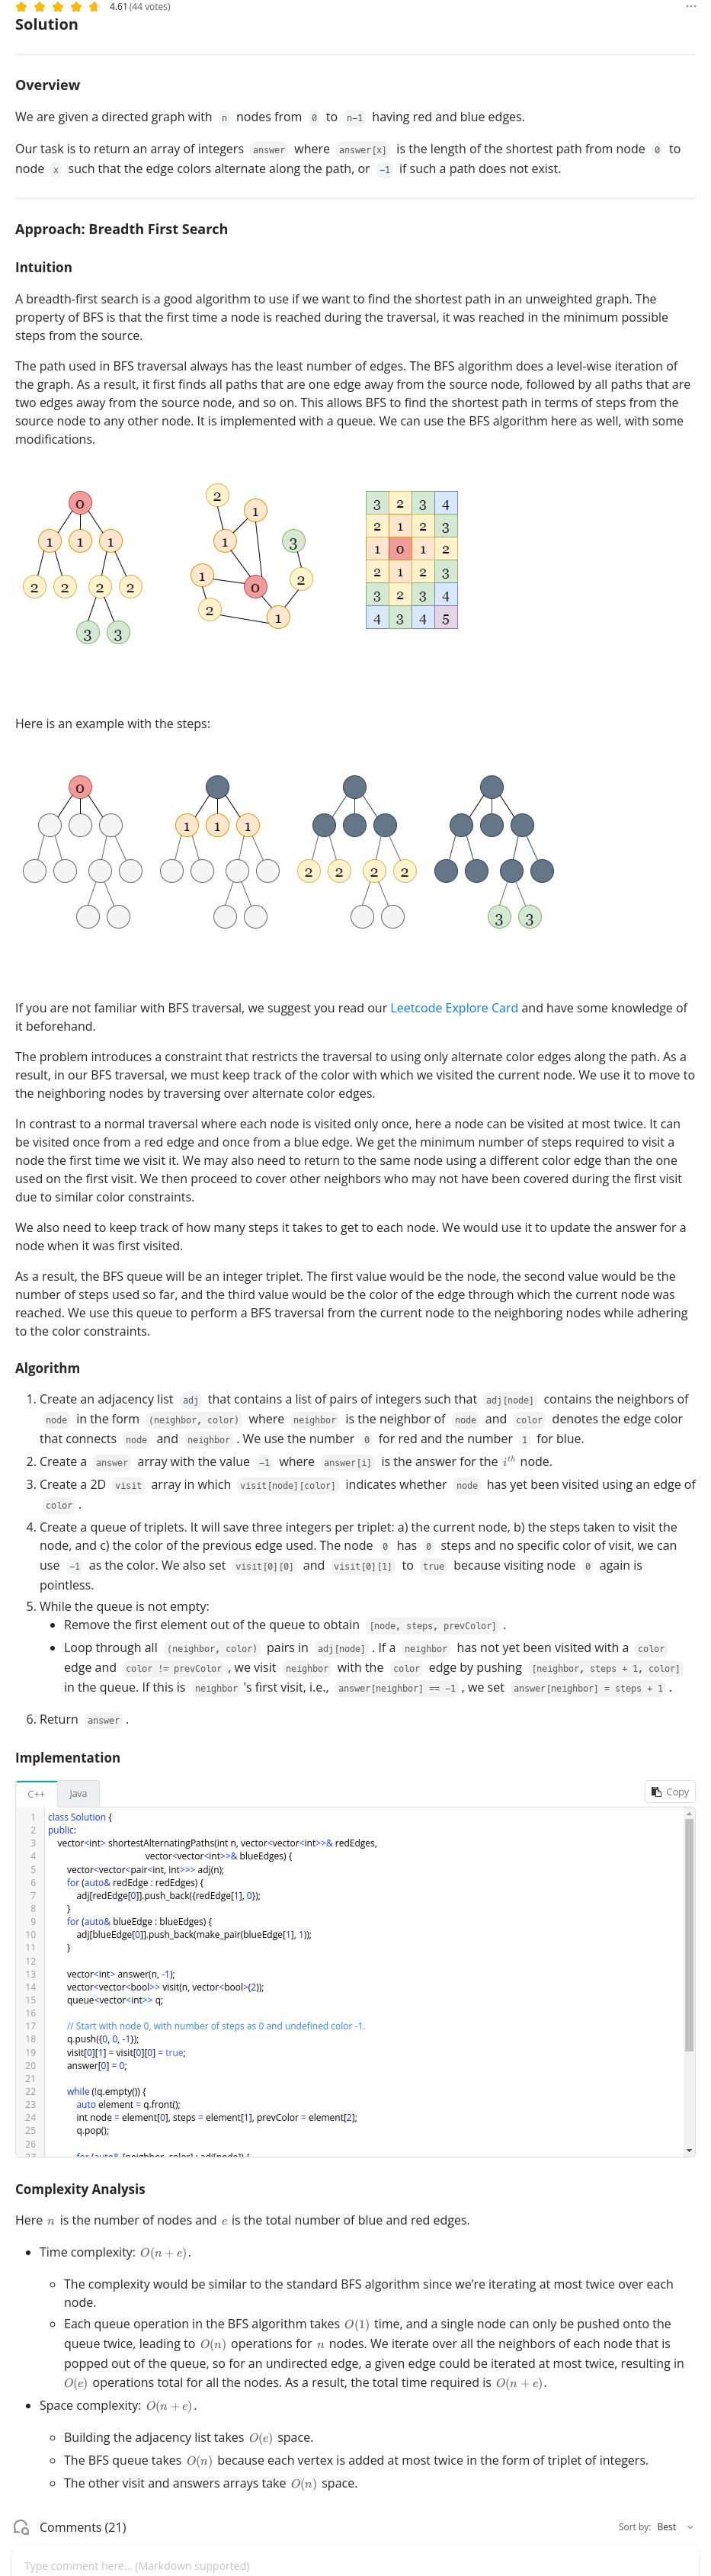 4.61 (44 votes)
Solution
Overview
We are given a directed graph with n nodes from 0 to n-1 having red and blue edges.
Our task is to return an array of integers answer where answer[x] is the length of the shortest path from node 0 to
node x such that the edge colors alternate along the path, or -1 if such a path does not exist.
Approach: Breadth First Search
Intuition
A breadth-first search is a good algorithm to use if we want to find the shortest path in an unweighted graph. The
property of BFS is that the first time a node is reached during the traversal, it was reached in the minimum possible
steps from the source.
The path used in BFS traversal always has the least number of edges. The BFS algorithm does a level-wise iteration of
the graph. As a result, it first finds all paths that are one edge away from the source node, followed by all paths that are
two edges away from the source node, and so on. This allows BFS to find the shortest path in terms of steps from the
source node to any other node. It is implemented with a queue. We can use the BFS algorithm here as well, with some
modifications.
0
1 1 1
2 2 2 2
3 3
2
1
1 3
1 0 2
2 1
3 2 3 4
2 1 2 3
1 0 1 2
2 1 2 3
3 2 3 4
4 3 4 5
Here is an example with the steps:
0
1 1 1
2 2 2 2
3 3
If you are not familiar with BFS traversal, we suggest you read our Leetcode Explore Card and have some knowledge of
it beforehand.
The problem introduces a constraint that restricts the traversal to using only alternate color edges along the path. As a
result, in our BFS traversal, we must keep track of the color with which we visited the current node. We use it to move to
the neighboring nodes by traversing over alternate color edges.
In contrast to a normal traversal where each node is visited only once, here a node can be visited at most twice. It can
be visited once from a red edge and once from a blue edge. We get the minimum number of steps required to visit a
node the first time we visit it. We may also need to return to the same node using a different color edge than the one
used on the first visit. We then proceed to cover other neighbors who may not have been covered during the first visit
due to similar color constraints.
We also need to keep track of how many steps it takes to get to each node. We would use it to update the answer for a
node when it was first visited.
As a result, the BFS queue will be an integer triplet. The first value would be the node, the second value would be the
number of steps used so far, and the third value would be the color of the edge through which the current node was
reached. We use this queue to perform a BFS traversal from the current node to the neighboring nodes while adhering
to the color constraints.
Algorithm
1. Create an adjacency list adj that contains a list of pairs of integers such that adj[node] contains the neighbors of
node in the form (neighbor, color) where neighbor is the neighbor of node and color denotes the edge color
that connects node and neighbor . We use the number 0 for red and the number 1 for blue.
2. Create a answer array with the value -1 where answer[i] is the answer for the i^th node.
3. Create a 2D visit array in which visit[node][color] indicates whether node has yet been visited using an edge of
color .
4. Create a queue of triplets. It will save three integers per triplet: a) the current node, b) the steps taken to visit the
node, and c) the color of the previous edge used. The node 0 has 0 steps and no specific color of visit, we can
use -1 as the color. We also set visit[0][0] and visit[0][1] to true because visiting node 0 again is
pointless.
5. While the queue is not empty:
• Remove the first element out of the queue to obtain [node, steps, prevColor] .
• Loop through all (neighbor, color) pairs in adj[node] . If a neighbor has not yet been visited with a color
edge and color != prevColor , we visit neighbor with the color edge by pushing [neighbor, steps + 1, color]
in the queue. If this is neighbor 's first visit, i.e., answer[neighbor] == -1 , we set answer[neighbor] = steps + 1 .
6. Return answer .
Implementation
C++ Java Copy
1 class Solution {
2 public:
3 vector<int> shortestAlternatingPaths(int n, vector<vector<int>>& redEdges,
4 vector<vector<int>>& blueEdges) {
5 vector<vector<pair<int, int>>> adj(n);
6 for (auto& redEdge : redEdges) {
7 adj[redEdge[0]].push_back({redEdge[1], 0});
8 }
9 for (auto& blueEdge : blueEdges) {
10 adj[blueEdge[0]].push_back(make_pair(blueEdge[1], 1));
11 }
12
13 vector<int> answer(n, -1);
14 vector<vector<bool>> visit(n, vector<bool>(2));
15 queue<vector<int>> q;
16
17 // Start with node 0, with number of steps as 0 and undefined color -1.
18 q.push({0, 0, -1});
19 visit[0][1] = visit[0][0] = true;
20 answer[0] = 0;
21
22 while (!q.empty()) {
23 auto element = q.front();
24 int node = element[0], steps = element[1], prevColor = element[2];
25 q.pop();
26
27 for (auto& [neighbor, color] : adj[node]) {
Complexity Analysis
Here n is the number of nodes and e is the total number of blue and red edges.
• Time complexity: O(n + e).
◦ The complexity would be similar to the standard BFS algorithm since we're iterating at most twice over each
node.
◦ Each queue operation in the BFS algorithm takes O(1) time, and a single node can only be pushed onto the
queue twice, leading to O(n) operations for n nodes. We iterate over all the neighbors of each node that is
popped out of the queue, so for an undirected edge, a given edge could be iterated at most twice, resulting in
O(e) operations total for all the nodes. As a result, the total time required is O(n + e).
• Space complexity: O(n + e).
◦ Building the adjacency list takes O(e) space.
◦ The BFS queue takes O(n) because each vertex is added at most twice in the form of triplet of integers.
◦ The other visit and answers arrays take O(n) space.
Comments (21) Sort by: Best
Type comment here... (Markdown supported)